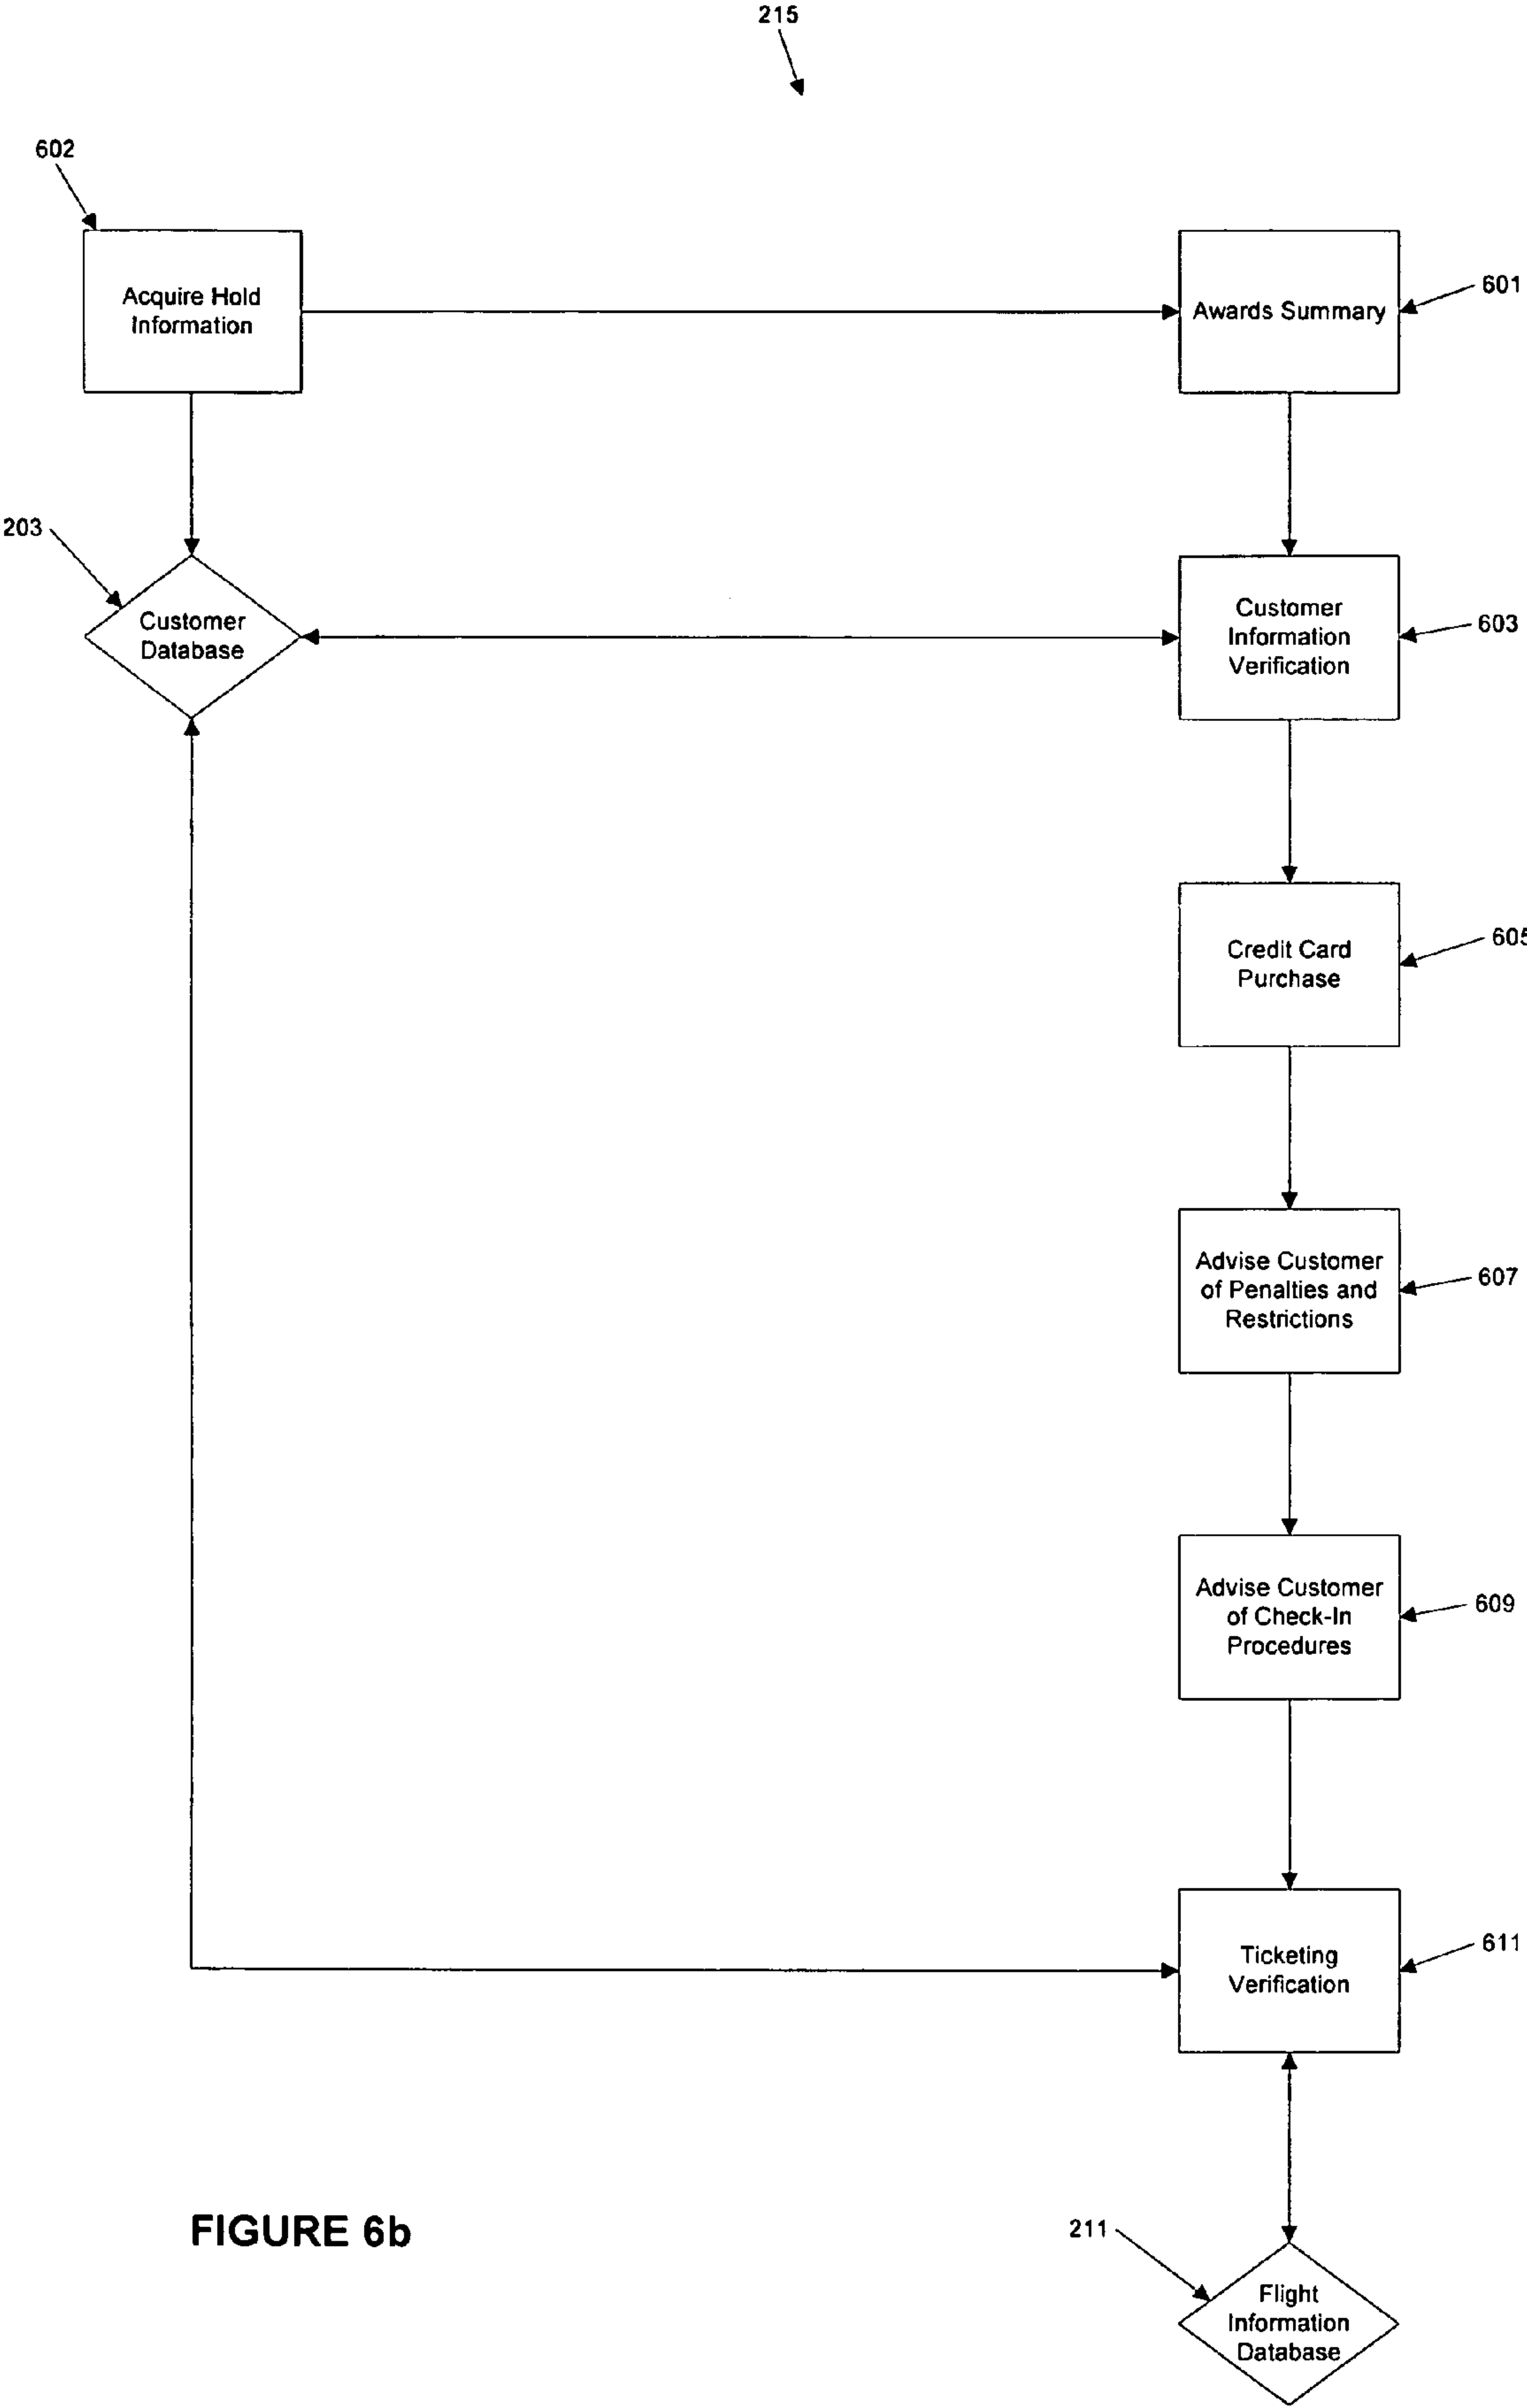 215
602
Acquire Hold
Information
Awards Summary
601
203
Customer
Database
Customer
Information
Verification
603
Credit Card
Purchase
605
Advise Customer
of Penalties and
Restrictions
607
Advise Customer
of Check-In
Procedures
609
Ticketing
Verification
611
FIGURE 6b
211
Flight
Information
Database